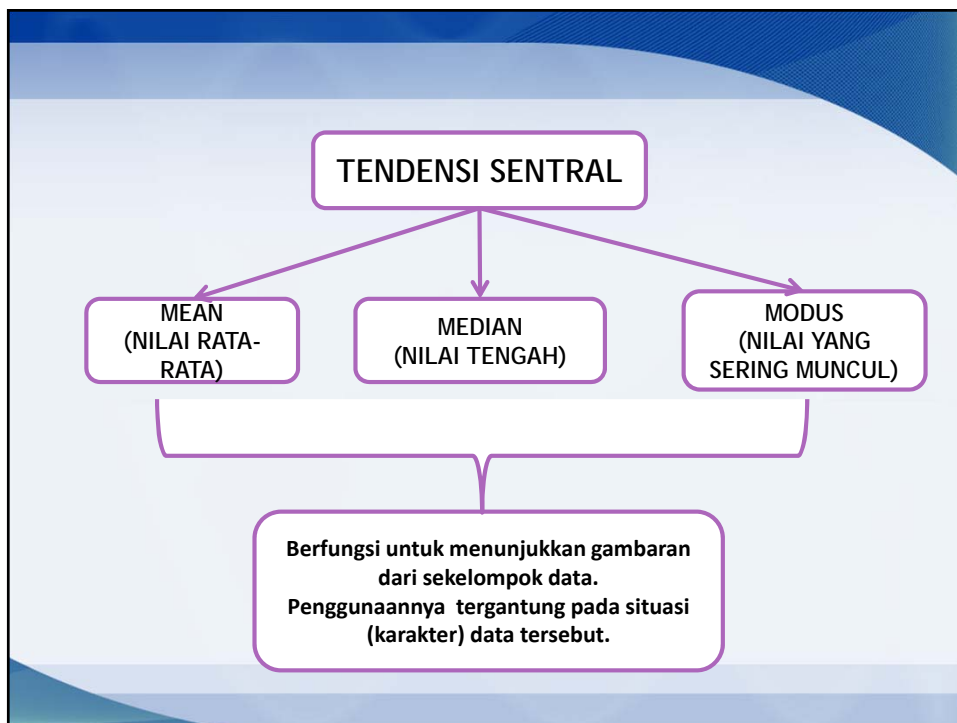 TENDENSI SENTRAL
MEAN
(NILAI RATA-
RATA)
MEDIAN
(NILAI TENGAH)
MODUS
(NILAI YANG
SERING MUNCUL)
Berfungsi untuk menunjukkan gambaran
dari sekelompok data.
Penggunaannya tergantung pada situasi
(karakter) data tersebut.